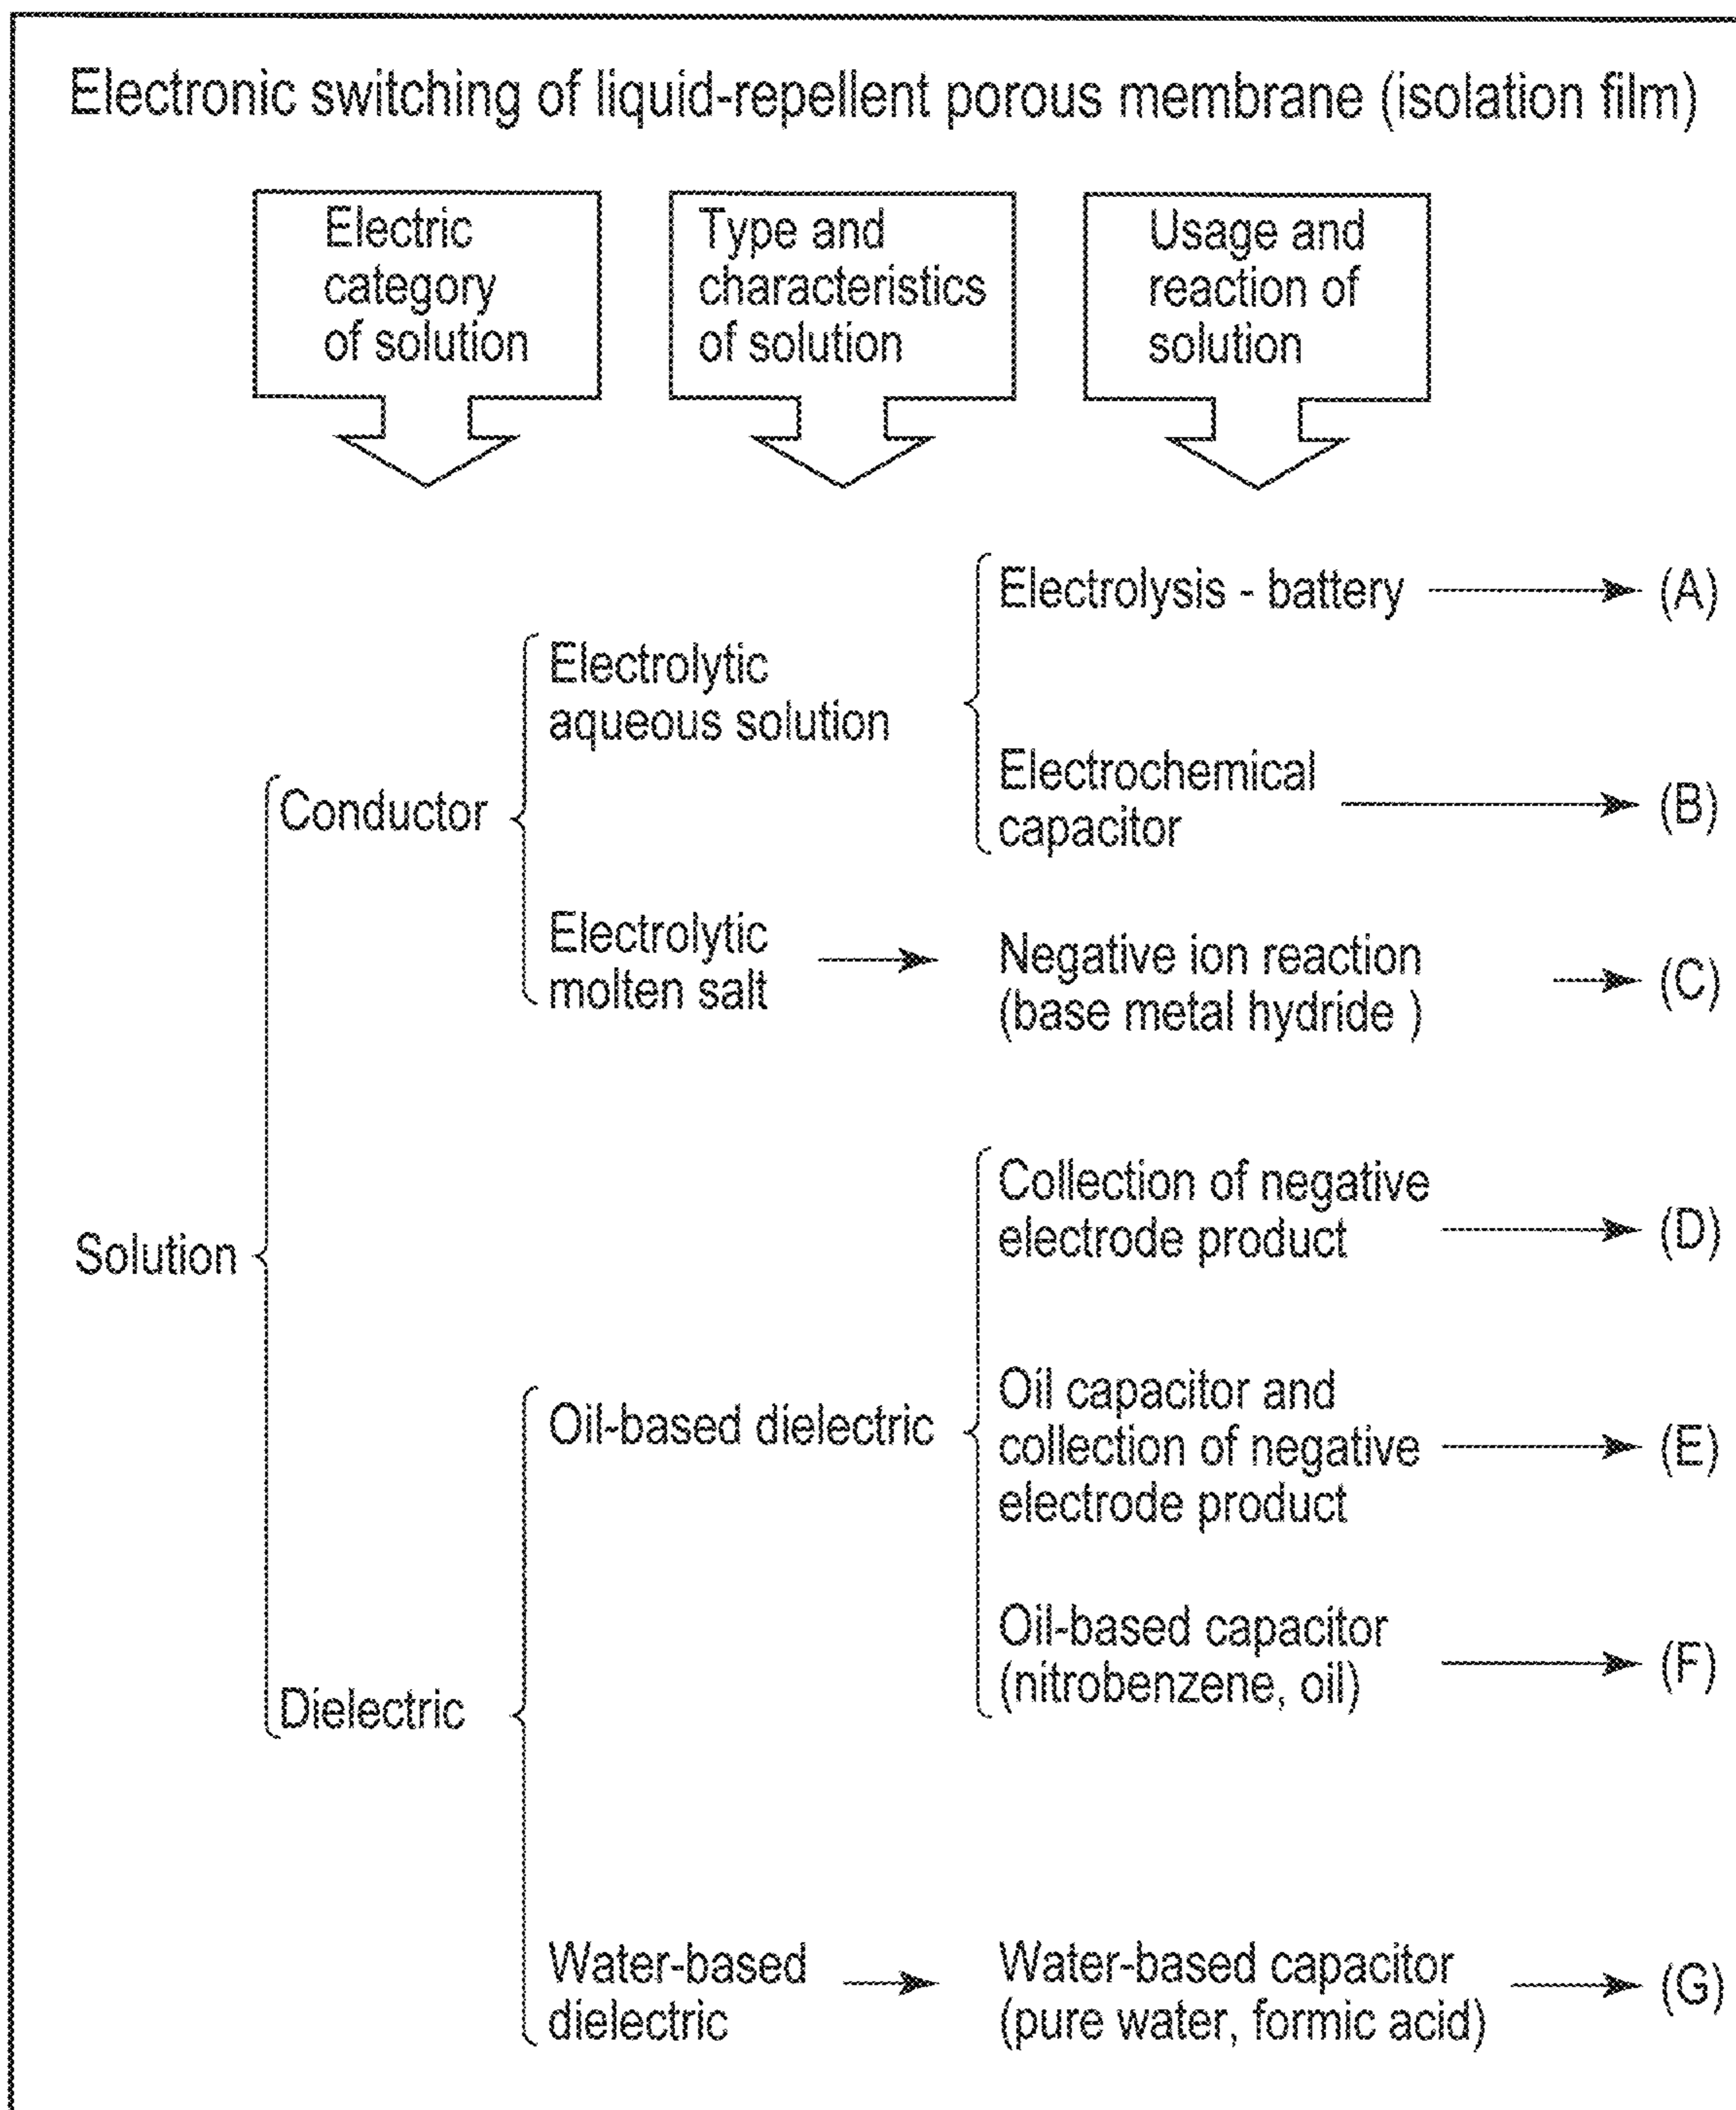 Electronic switching of liquid-repellent porous membrane (isolation film)
Electric
category
of solution
Type and
characteristics
of solution
Usage and
reaction of
solution
Electrolysis - battery
(A)
Electrolytic
aqueous solution
Electrochemical
capacitor
(B)
Conductor
Electrolytic
molten salt
Negative ion reaction
(base metal hydride )
(C)
Solution
Collection of negative
electrode product
(D)
Oil-based dielectric
Oil capacitor and
collection of negative
electrode product
(E)
Oil-based capacitor
(nitrobenzene, oil)
(F)
Dielectric
Water-based
dielectric
Water-based capacitor
(pure water, formic acid)
(G)